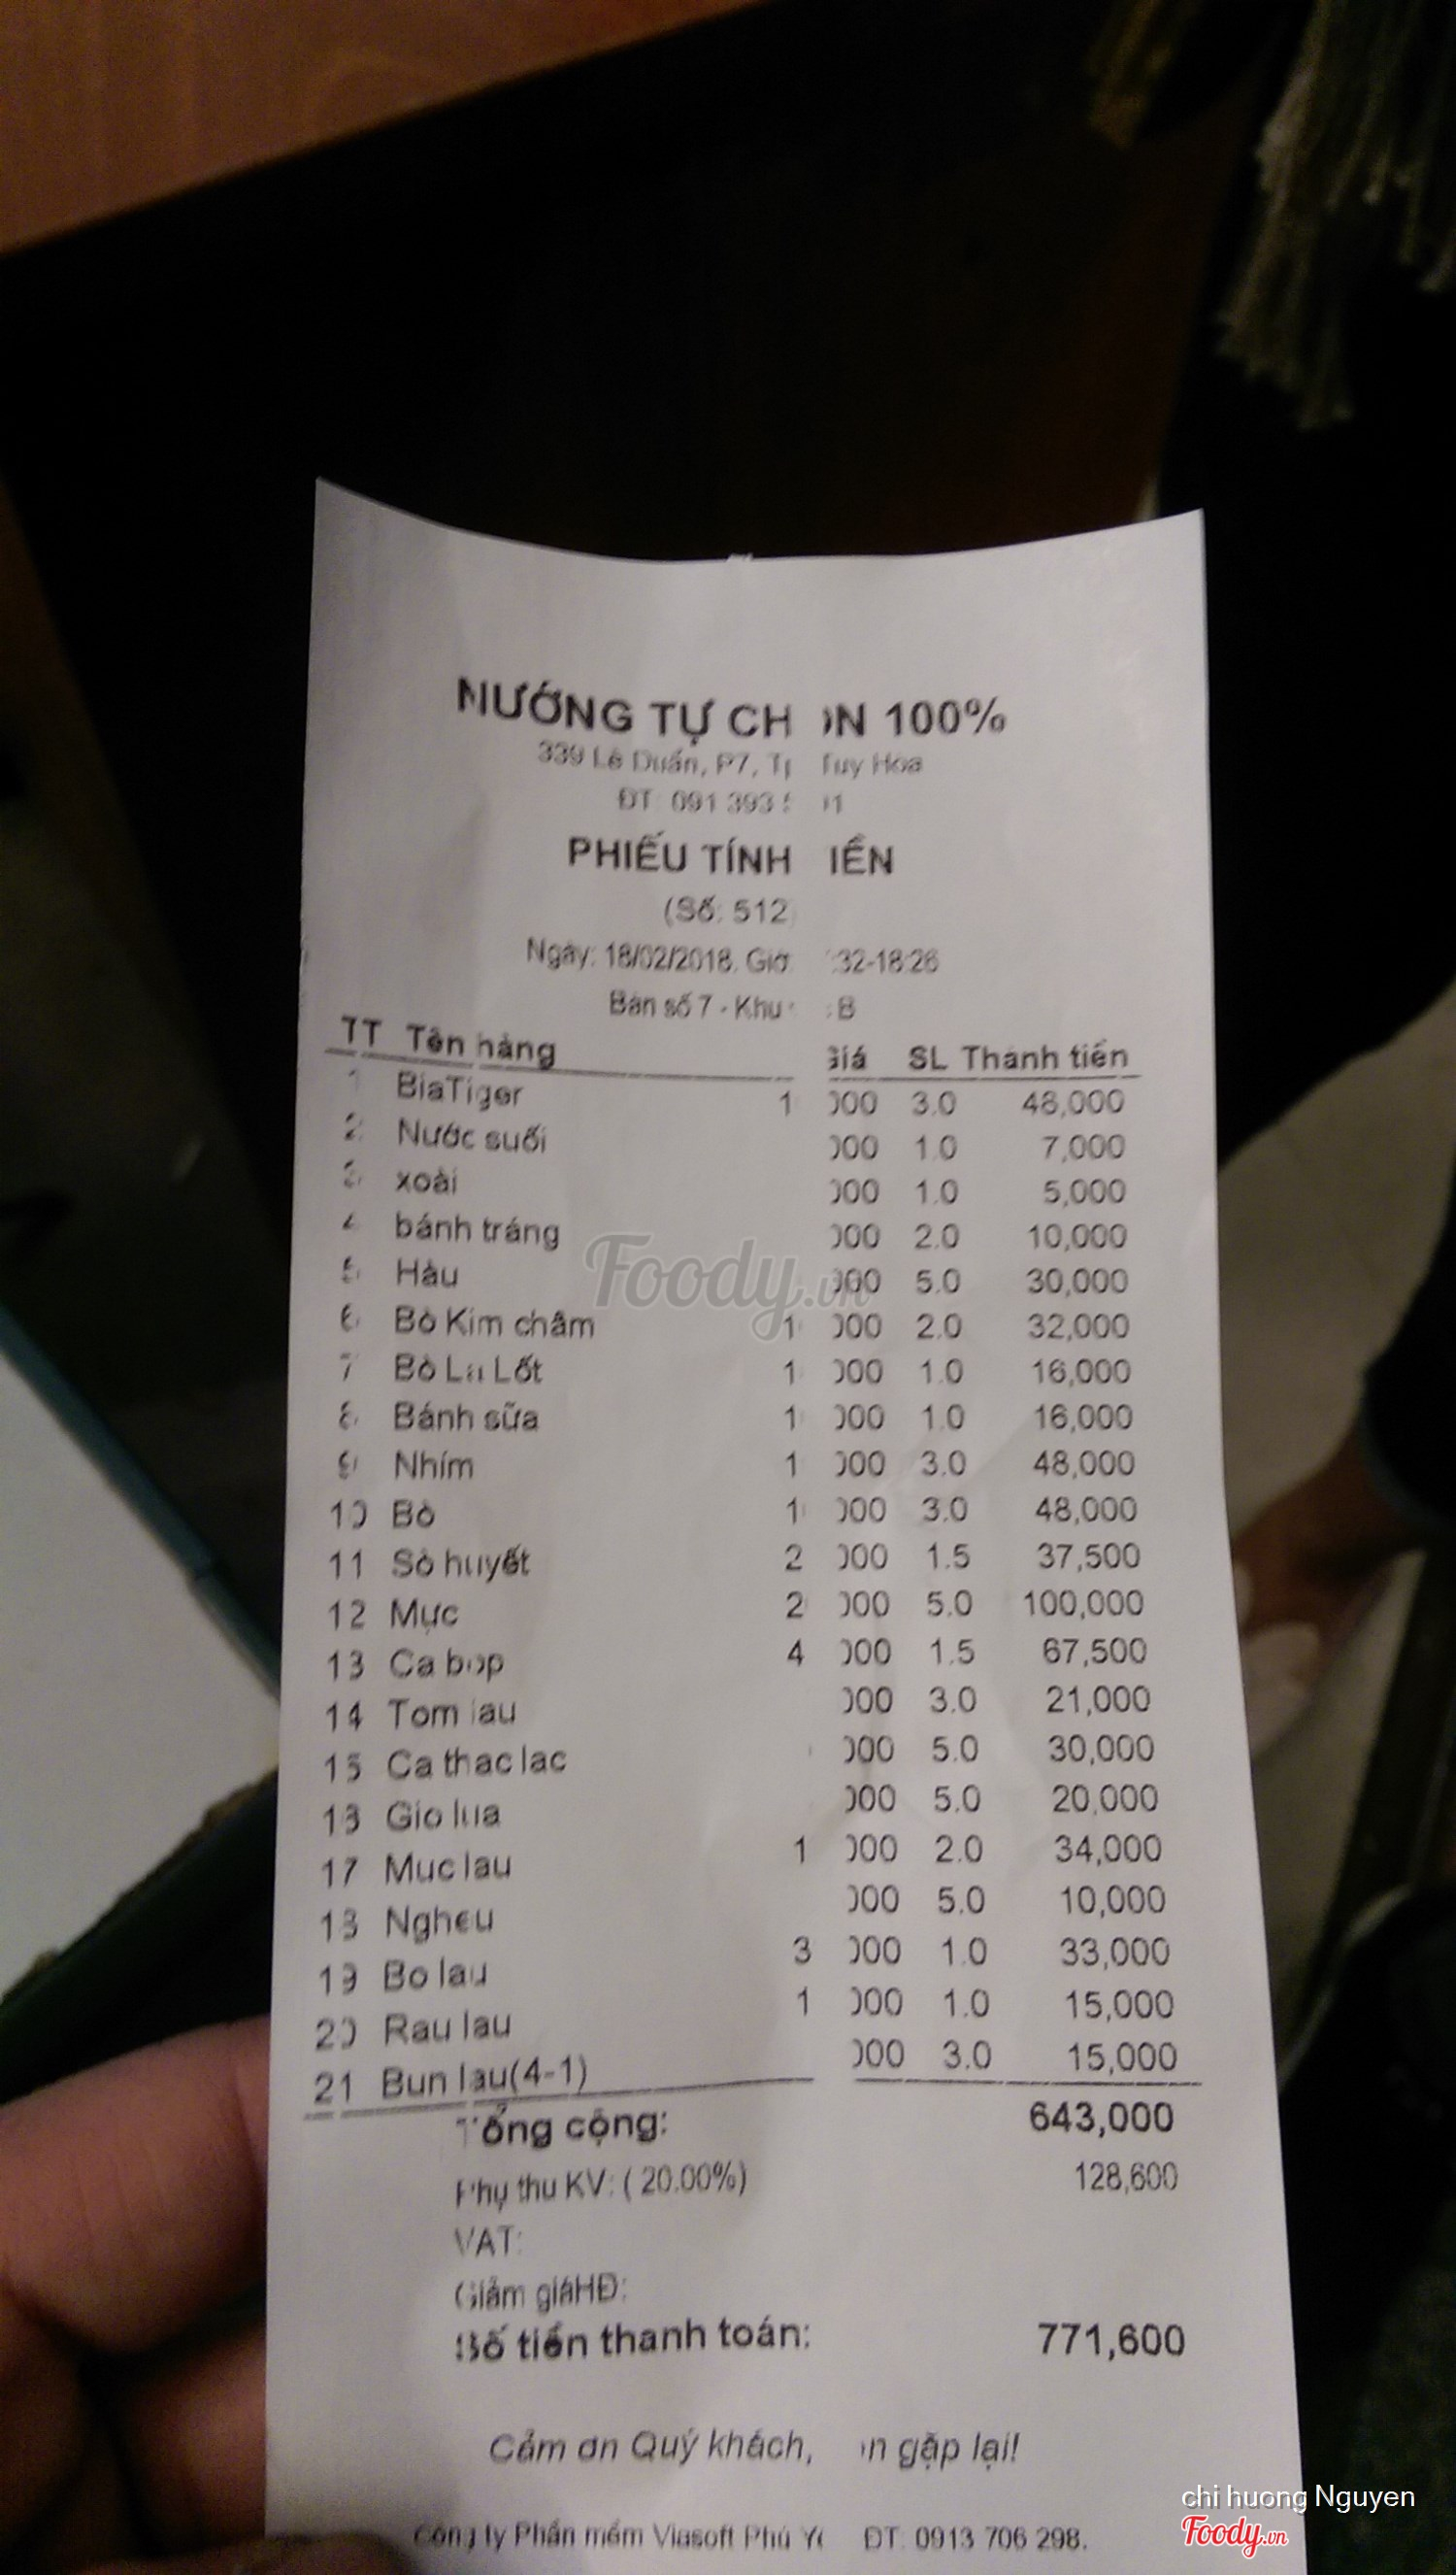 NƯỚNG TỰ CHỌN 100%
339 Lê Duẩn, P7, Tp Tuy Hòa
ĐT: 091 393
PHIẾU TÍNH TIỀN
(Số: 512)
Ngày: 18/02/2018. Giờ :32-18:26
Bàn số 7 - Khu B
TT Tên hàng Giá SL Thành tiền
1 BiaTiger 1 000 3.0 48,000
2 Nước suối 000 1.0 7,000
3 xoài 000 1.0 5,000
4 bánh tráng 000 2.0 10,000
5 Hàu 000 5.0 30,000
6 Bò Kim châm 1 000 2.0 32,000
7 Bò Lá Lốt 1 000 1.0 16,000
8 Bánh sữa 1 000 1.0 16,000
9 Nhím 1 000 3.0 48,000
10 Bò 1 000 3.0 48,000
11 Sò huyết 2 000 1.5 37,500
12 Mực 2 000 5.0 100,000
13 Ca bop 4 000 1.5 67,500
14 Tom lau 000 3.0 21,000
15 Ca thac lac 000 5.0 30,000
16 Gio lua 000 5.0 20,000
17 Muc lau 1 000 2.0 34,000
18 Ngheu 000 5.0 10,000
19 Bo lau 3 000 1.0 33,000
20 Rau lau 1 000 1.0 15,000
21 Bun lau(4-1) 000 3.0 15,000
Tổng cộng: 643,000
Phụ thu KV: ( 20.00%) 128,600
VAT:
Giảm giáHĐ:
Số tiền thanh toán: 771,600
Cảm ơn Quý khách, gặp lại!
Công ty Phần mềm Viasoft Phú ĐT: 0913 706 298.
Foody.vn
chi huong Nguyen
Foody.vn